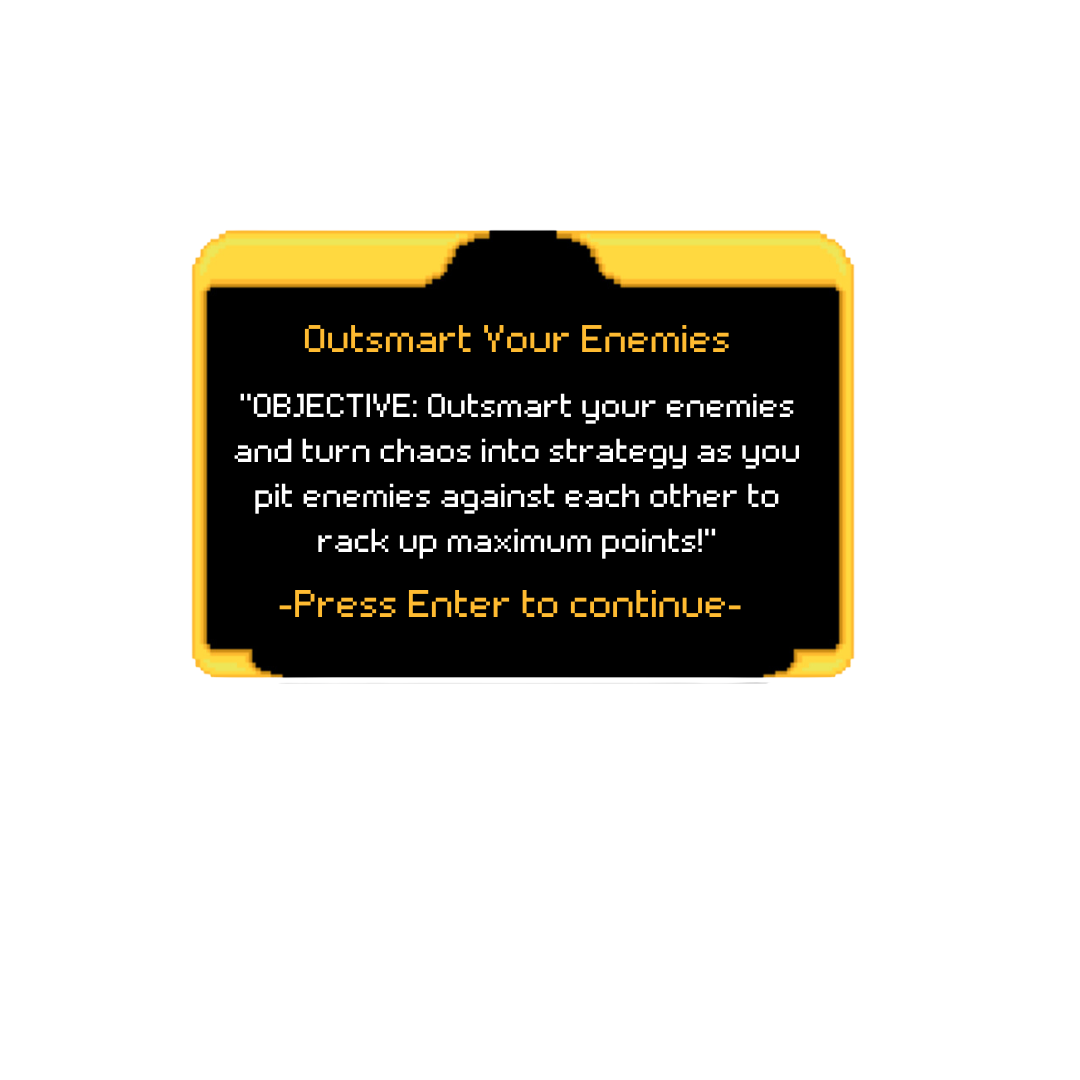 Outsmart Your Enemies
"OBJECTIVE: Outsmart your enemies
and turn chaos into strategy as you
pit enemies against each other to
rack up maximum points!"
-Press Enter to continue-